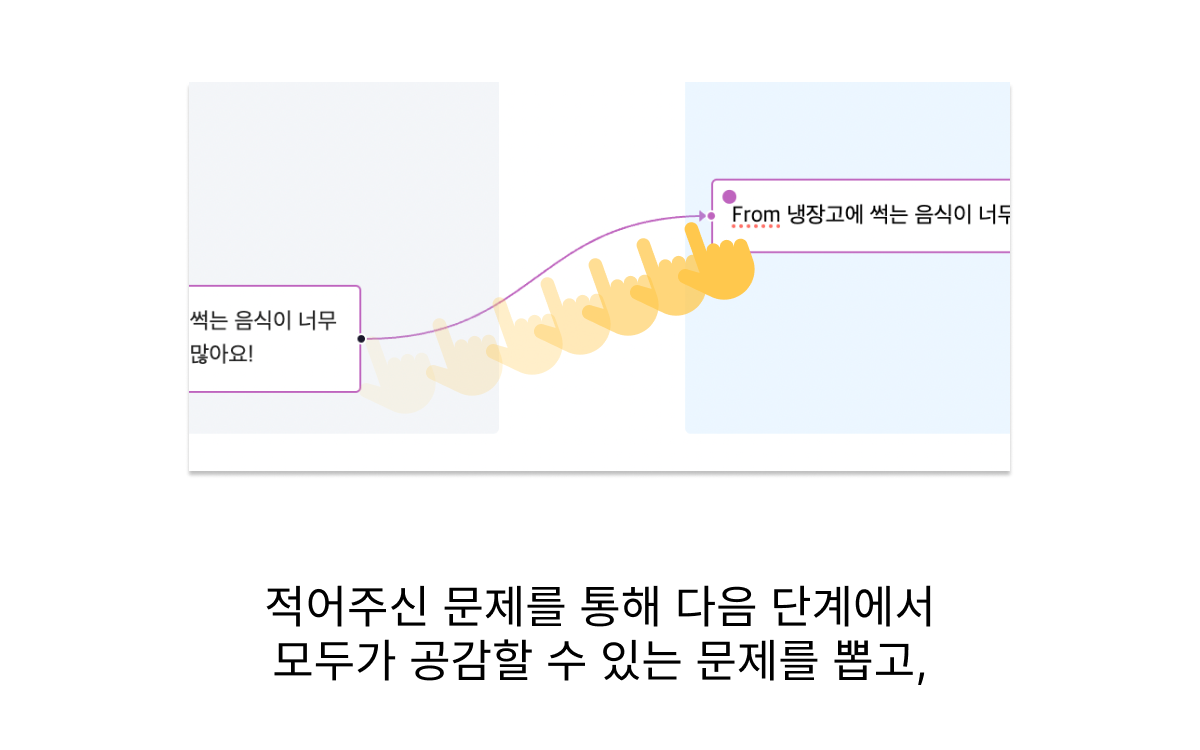 From 냉장고에 썩는 음식이 너무
썩는 음식이 너무
많아요!
적어주신 문제를 통해 다음 단계에서
모두가 공감할 수 있는 문제를 뽑고,